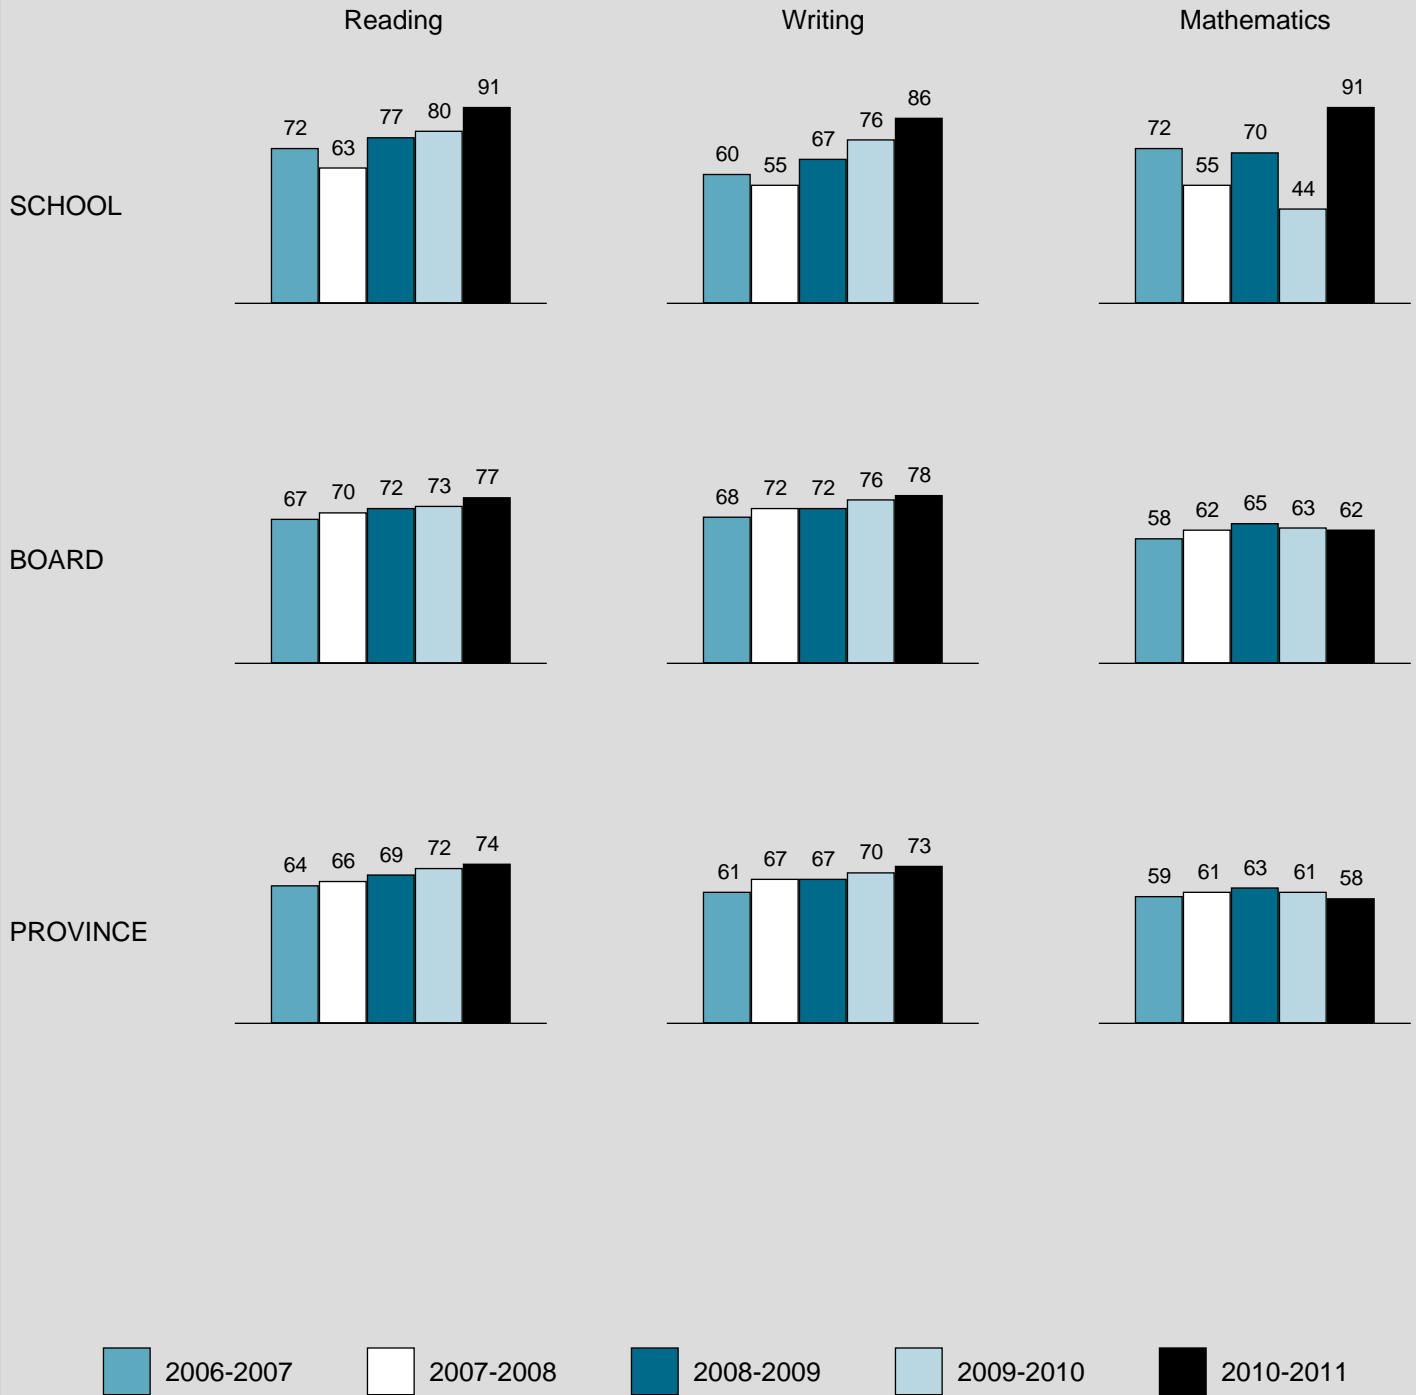 Reading Writing Mathematics
SCHOOL
72 63 77 80 91
60 55 67 76 86
72 55 70 44 91
BOARD
67 70 72 73 77
68 72 72 76 78
58 62 65 63 62
PROVINCE
64 66 69 72 74
61 67 67 70 73
59 61 63 61 58
2006-2007 2007-2008 2008-2009 2009-2010 2010-2011